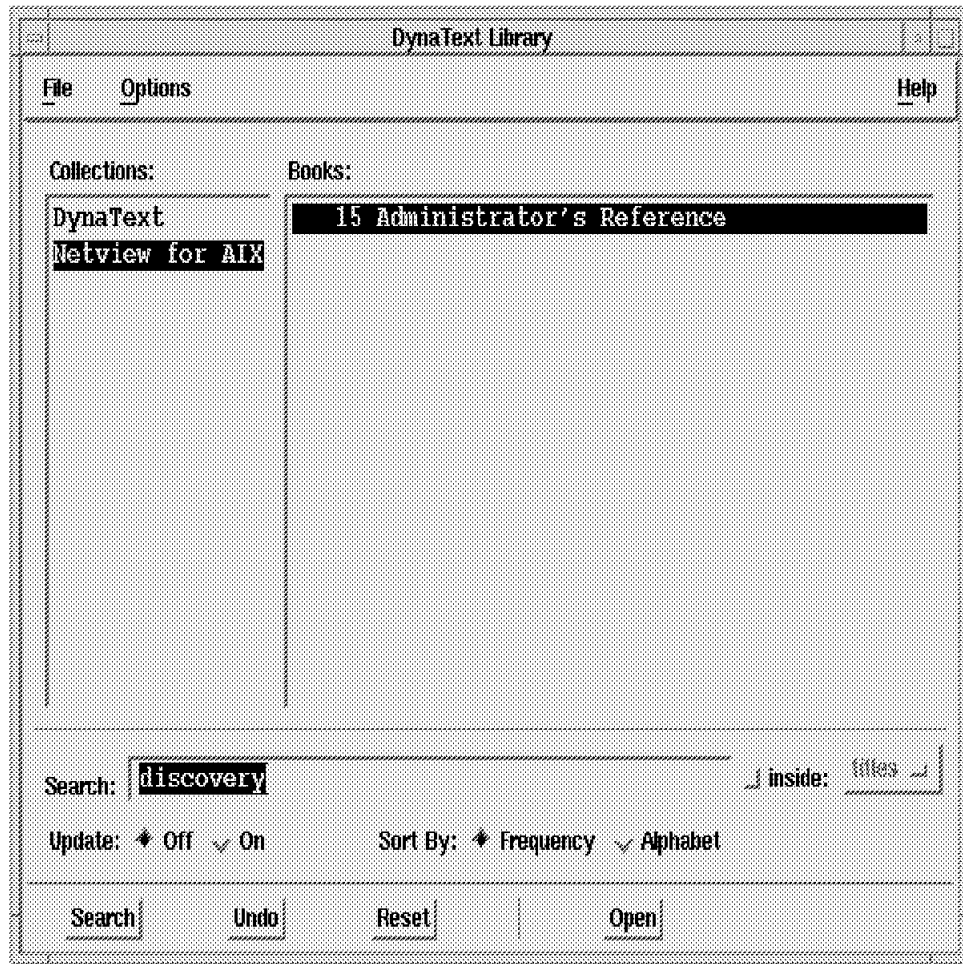 DynaText Library
File Options Help
Collections: Books:
DynaText 15 Administrator's Reference
Netview for AIX
Search: discovery inside: titles
Update: Off On Sort By: Frequency Alphabet
Search Undo Reset Open